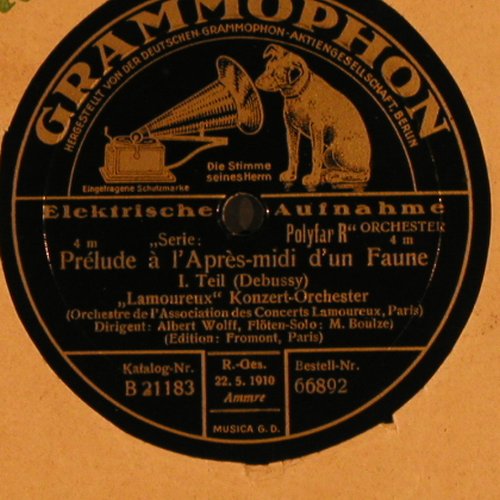 GRAMMOPHON
HERGESTELLT VON DER DEUTSCHEN GRAMMOPHON-AKTIENGESELLSCHAFT, BERLIN
Die Stimme
seines Herrn
Eingetragene Schutzmarke
Elektrische Aufnahme
„Serie: Polyfar R“ ORCHESTER
4 m 4 m
Prélude à l'Après-midi d'un Faune
I. Teil (Debussy)
„Lamoureux“ Konzert-Orchester
(Orchestre de l'Association des Concerts Lamoureux, Paris)
Dirigent: Albert Wolff, Flöten-Solo: M. Boulze)
(Edition: Fromont, Paris)
Katalog-Nr. R.-Ges. Bestell-Nr.
B 21183 22. 5. 1910 66892
Ammre
MUSICA G. D.